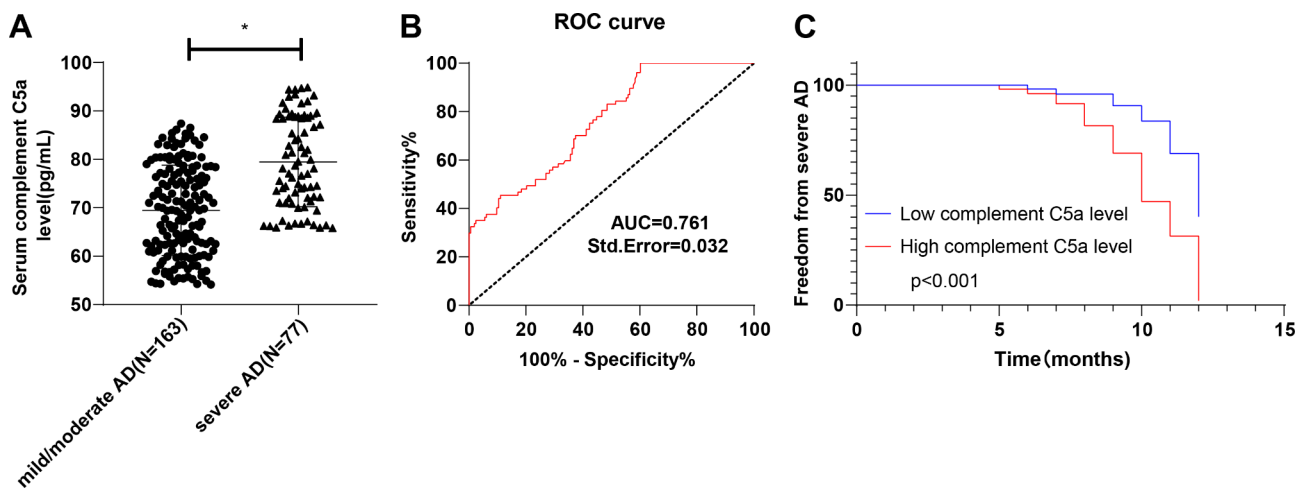 A
*
Serum complement C5a
level(pg/mL)
100
90
80
70
60
50
mild/moderate AD(N=163)
severe AD(N=77)
B
ROC curve
Sensitivity%
100
80
60
40
20
0
AUC=0.761
Std.Error=0.032
0 20 40 60 80 100
100% - Specificity%
C
Freedom from severe AD
100
50
0
Low complement C5a level
High complement C5a level
p<0.001
0 5 10 15
Time(months)